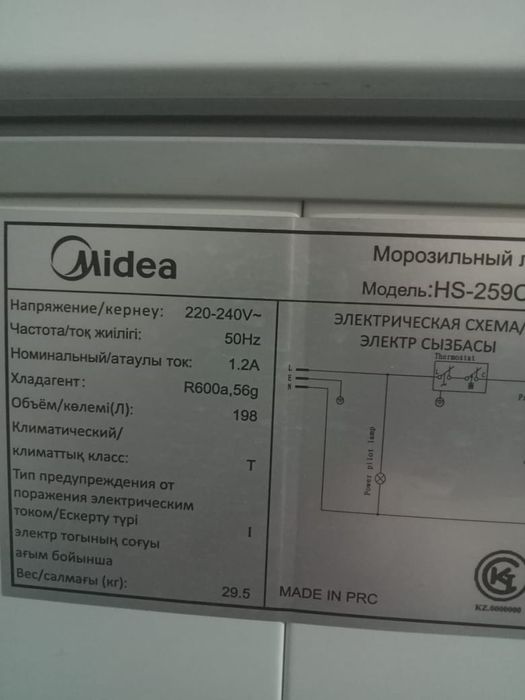 Midea
Морозильный
Модель:HS-259
Напряжение/кернеу: 220-240V~
Частота/тоқ жиілігі: 50Hz
Номинальный/атаулы ток: 1.2A
Хладагент: R600a,56g
Объём/көлемі(Л): 198
Климатический/
климаттық класс: T
Тип предупреждения от
поражения электрическим
током/Ескерту түрі I
электр тогының соғуы
ағым бойынша
Вес/салмағы (кг): 29.5
ЭЛЕКТРИЧЕСКАЯ СХЕМА/
ЭЛЕКТР СЫЗБАСЫ
Thermostat
L
E
N
L
C
Power pilot lamp
MADE IN PRC
KZ.0000000